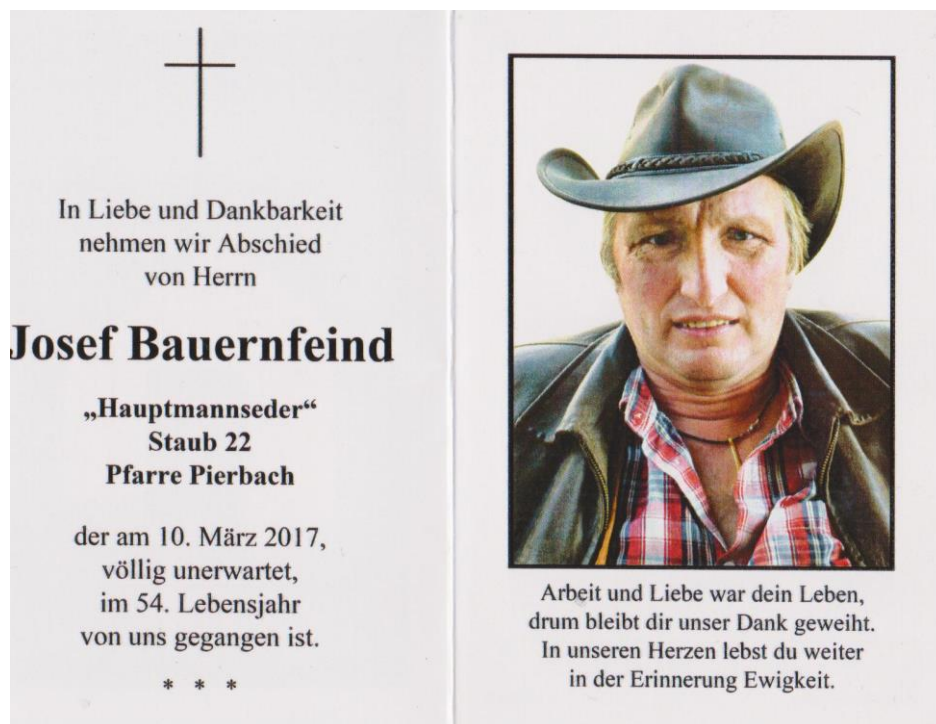 In Liebe und Dankbarkeit
nehmen wir Abschied
von Herrn
Josef Bauernfeind
„Hauptmannseder“
Staub 22
Pfarre Pierbach
der am 10. März 2017,
völlig unerwartet,
im 54. Lebensjahr
von uns gegangen ist.
* * *
Arbeit und Liebe war dein Leben,
drum bleibt dir unser Dank geweiht.
In unseren Herzen lebst du weiter
in der Erinnerung Ewigkeit.